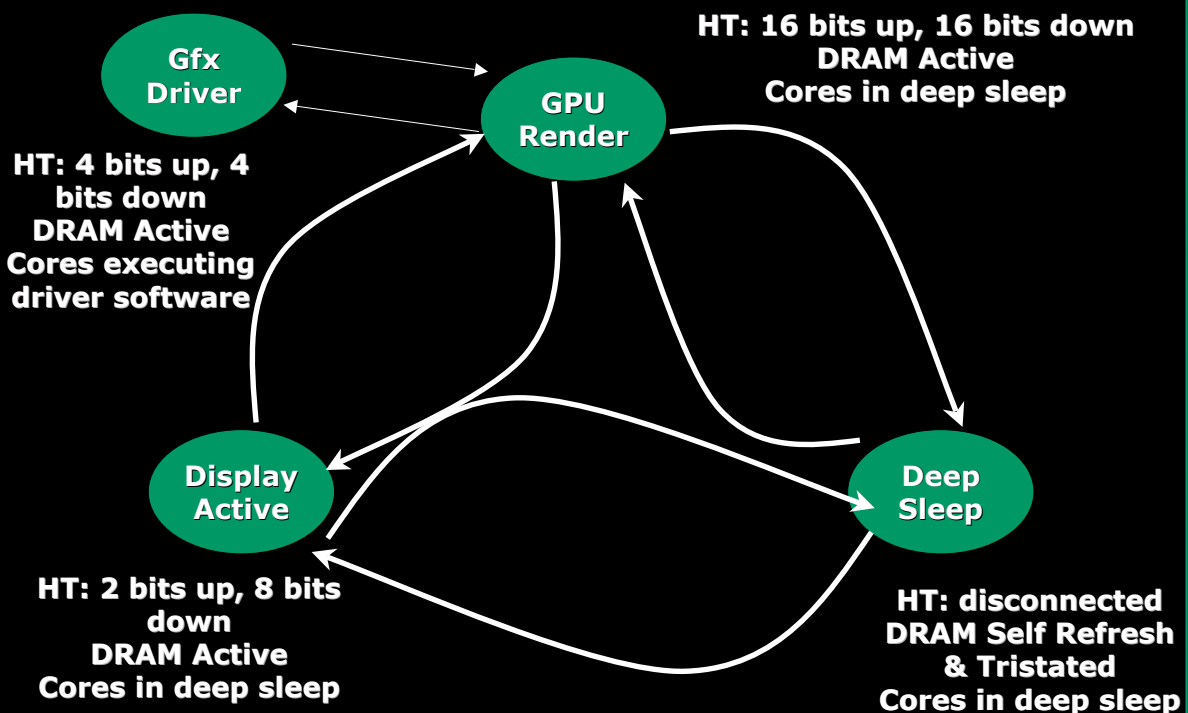 Gfx
Driver
HT: 16 bits up, 16 bits down
DRAM Active
Cores in deep sleep
GPU
Render
HT: 4 bits up, 4
bits down
DRAM Active
Cores executing
driver software
Display
Active
Deep
Sleep
HT: 2 bits up, 8 bits
down
DRAM Active
Cores in deep sleep
HT: disconnected
DRAM Self Refresh
& Tristated
Cores in deep sleep